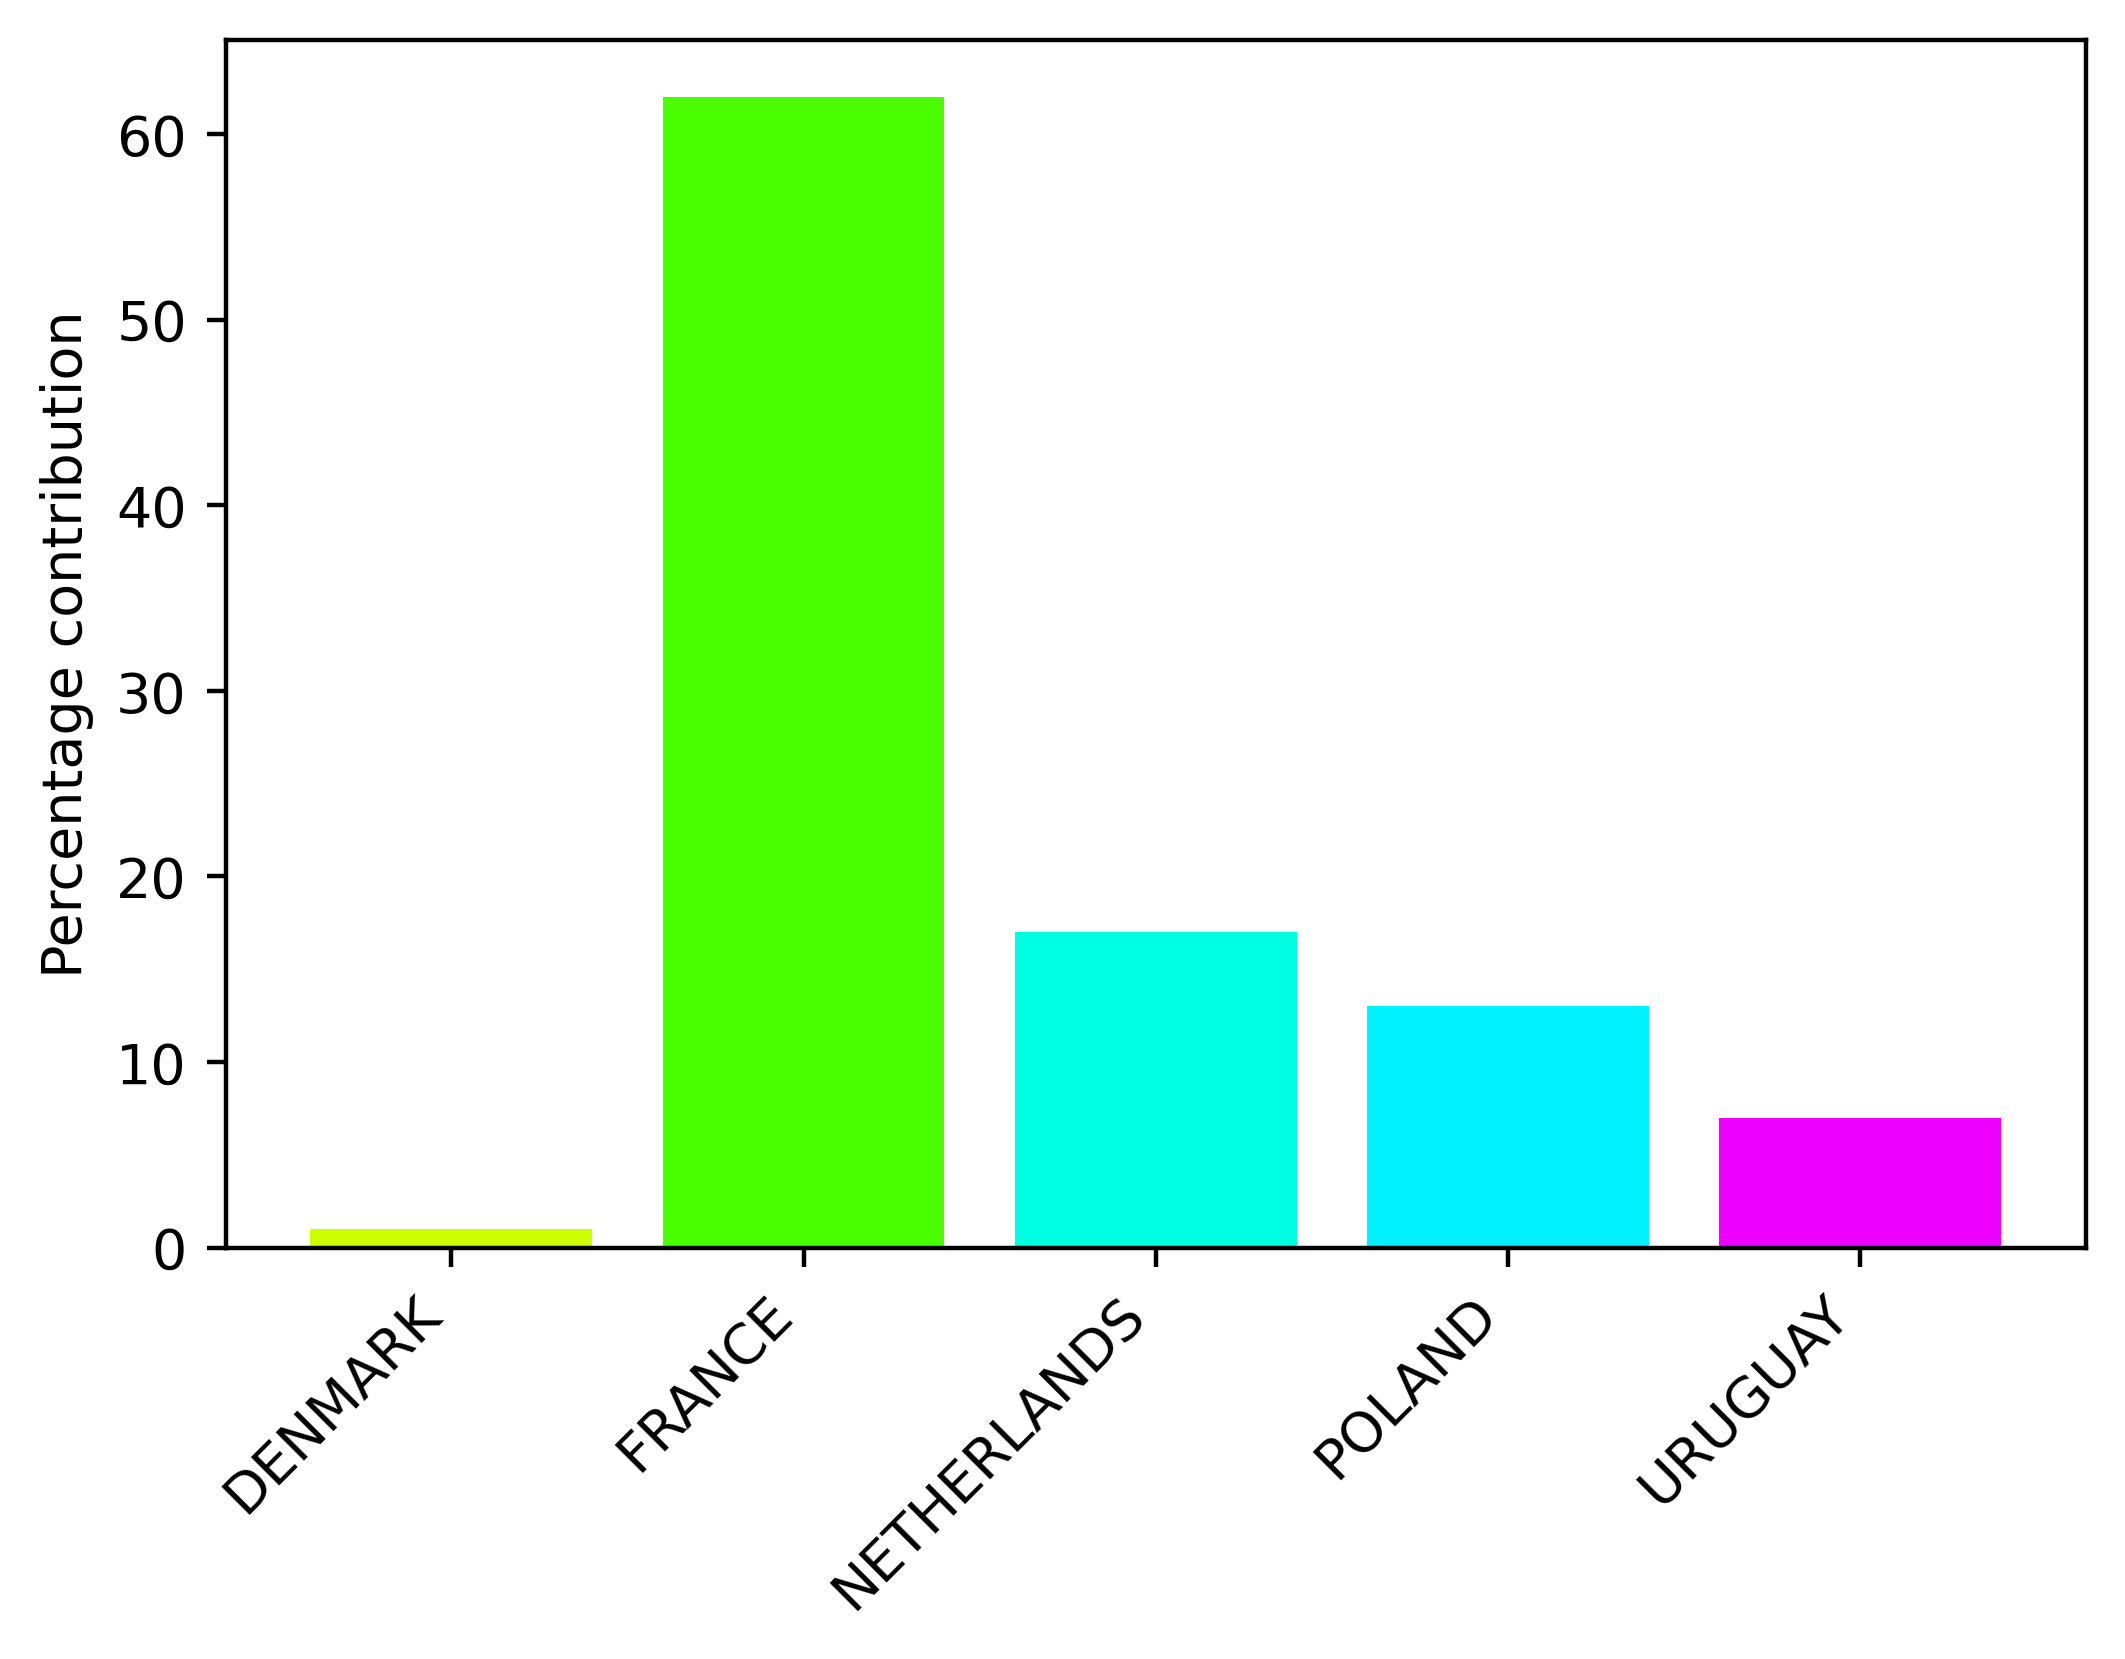 Percentage contribution
60
50
40
30
20
10
0
DENMARK
FRANCE
NETHERLANDS
POLAND
URUGUAY